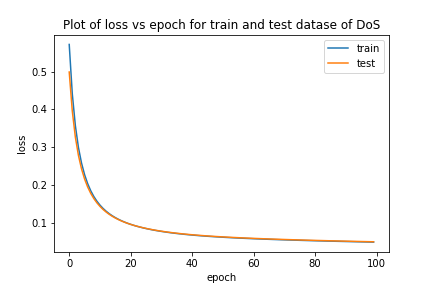 Plot of loss vs epoch for train and test datase of DoS
train
test
0.5
0.4
0.3
0.2
0.1
loss
0 20 40 60 80 100
epoch